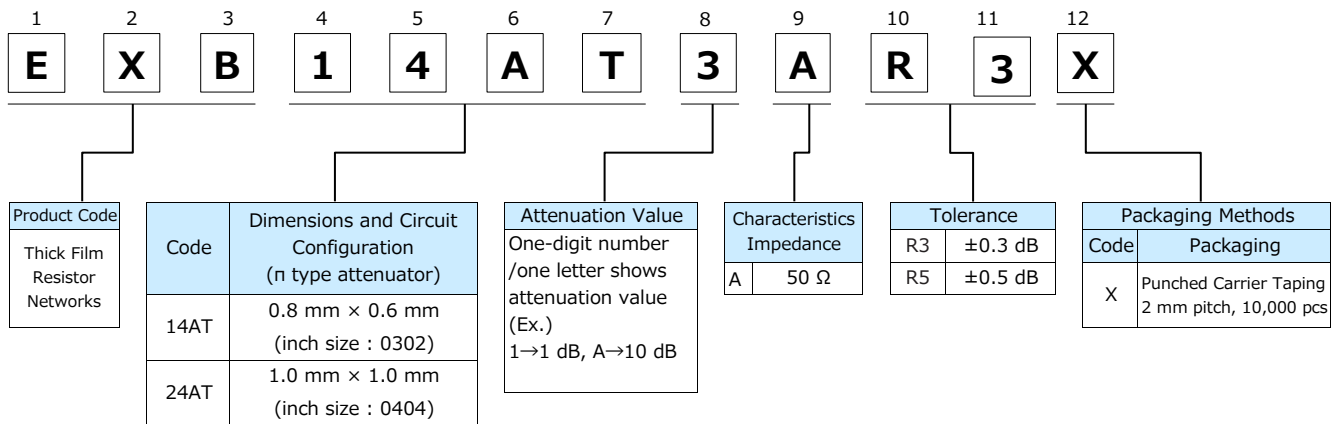 1 2 3 4 5 6 7 8 9 10 11 12
E X B 1 4 A T 3 A R 3 X
Product Code
Thick Film
Resistor
Networks
Code
Dimensions and Circuit
Configuration
(π type attenuator)
14AT
0.8 mm × 0.6 mm
(inch size : 0302)
24AT
1.0 mm × 1.0 mm
(inch size : 0404)
Attenuation Value
One-digit number
/one letter shows
attenuation value
(Ex.)
1→1 dB, A→10 dB
Characteristics
Impedance
A 50 Ω
Tolerance
R3 ±0.3 dB
R5 ±0.5 dB
Packaging Methods
Code Packaging
X
Punched Carrier Taping
2 mm pitch, 10,000 pcs